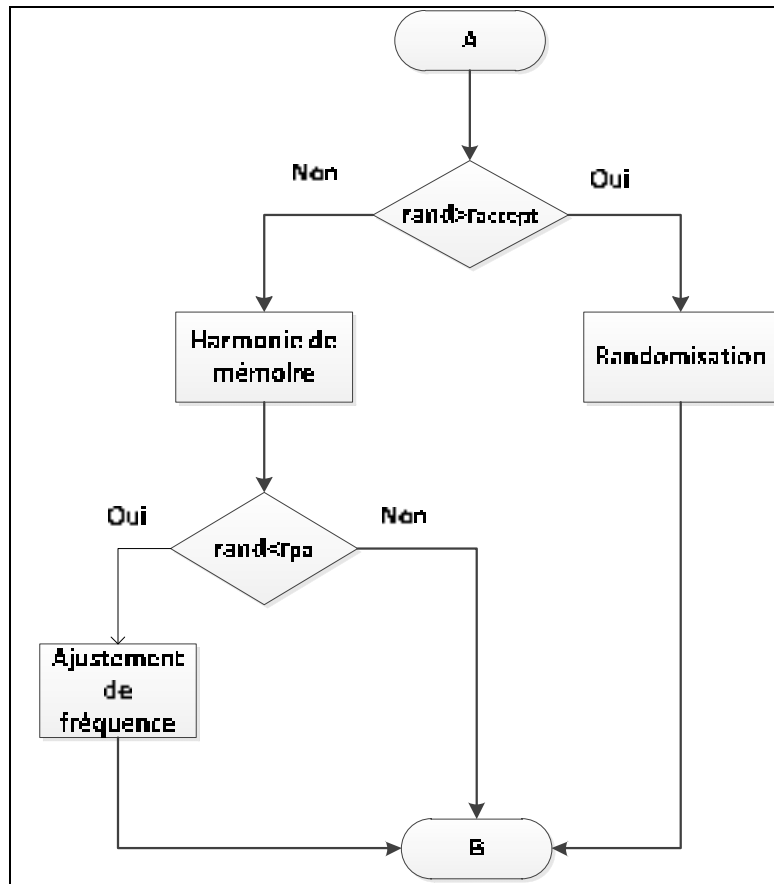 A
Non
Oui
rand>raccept
Harmonie de
mémoire
Randomisation
Oui
Non
rand<rpa
Ajustement
de
fréquence
B